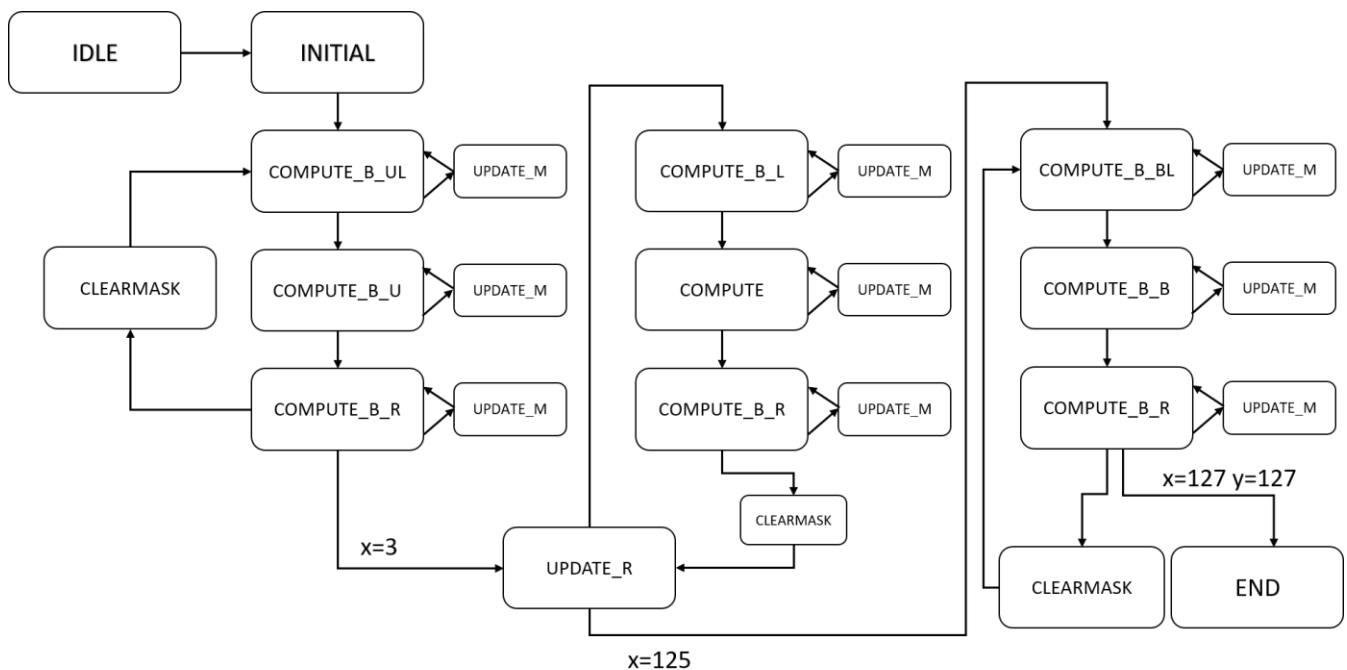 IDLE
INITIAL
COMPUTE_B_UL
UPDATE_M
CLEARMASK
COMPUTE_B_U
UPDATE_M
COMPUTE_B_R
UPDATE_M
x=3
UPDATE_R
COMPUTE_B_L
UPDATE_M
COMPUTE
UPDATE_M
COMPUTE_B_R
UPDATE_M
CLEARMASK
x=125
COMPUTE_B_BL
UPDATE_M
COMPUTE_B_B
UPDATE_M
COMPUTE_B_R
UPDATE_M
x=127 y=127
CLEARMASK
END